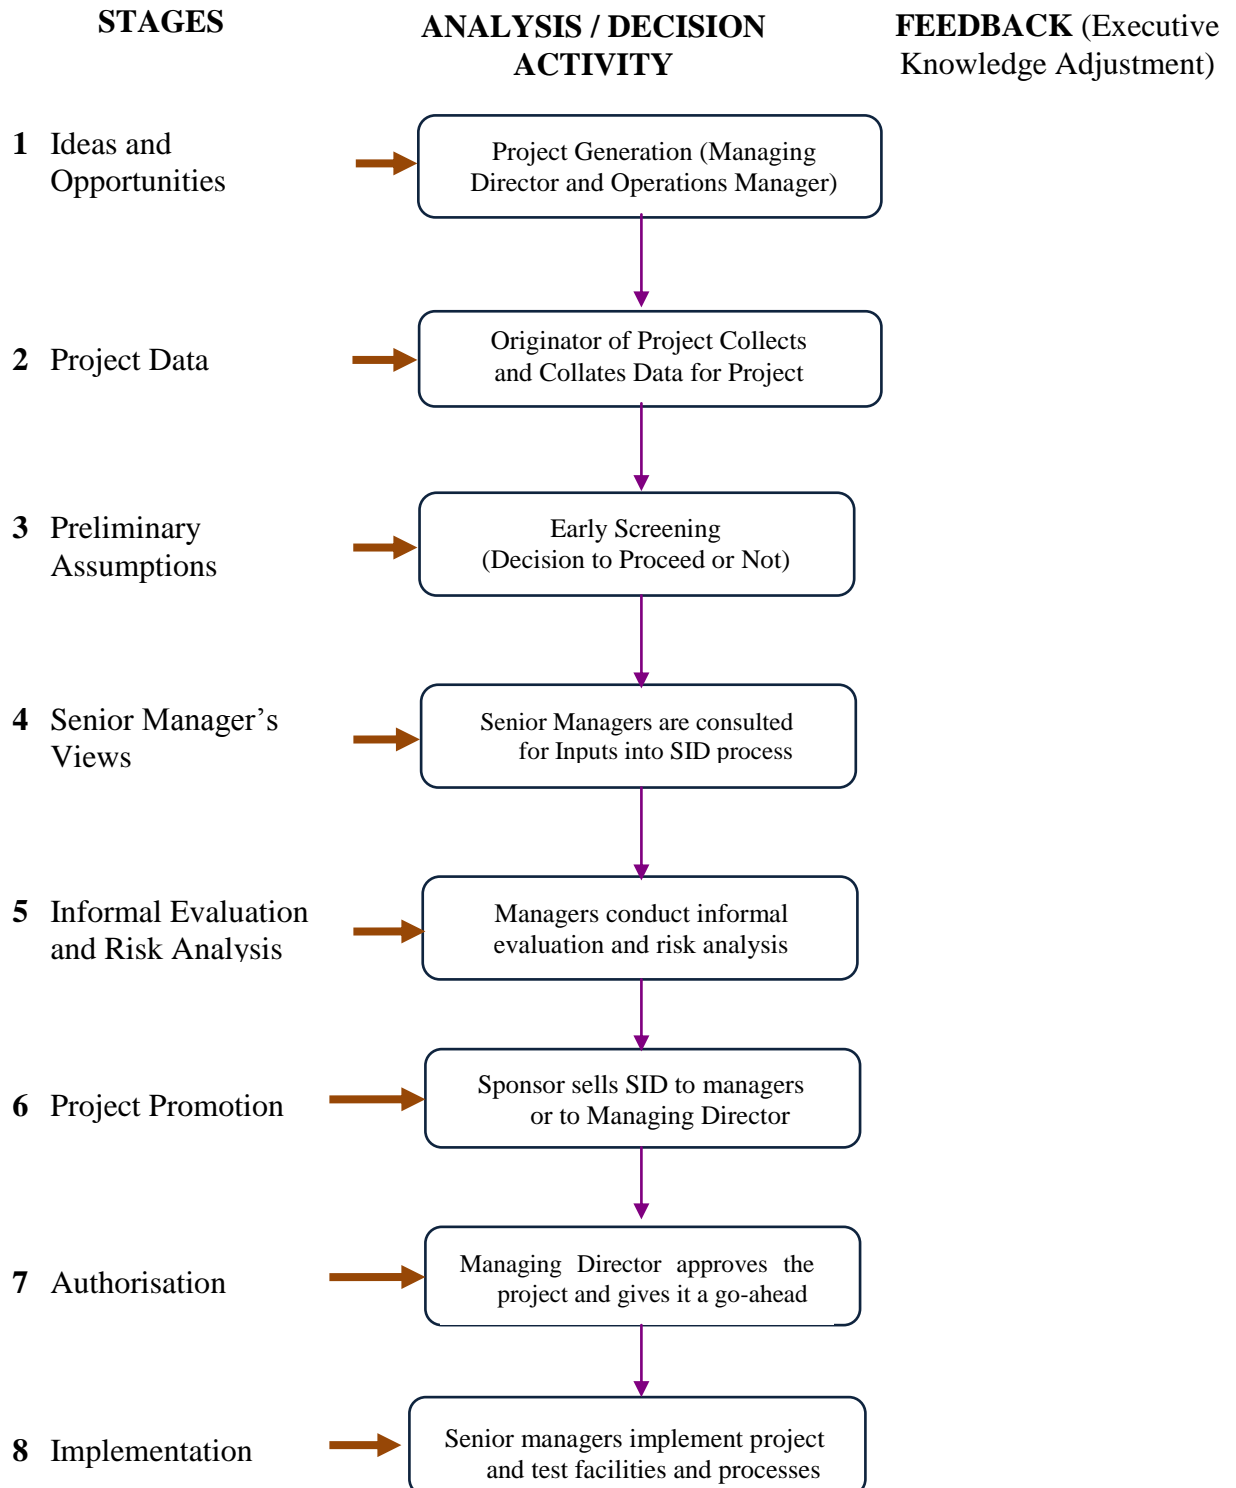 STAGES
ANALYSIS / DECISION
ACTIVITY
FEEDBACK (Executive
Knowledge Adjustment)
1 Ideas and
Opportunities
Project Generation (Managing
Director and Operations Manager)
2 Project Data
Originator of Project Collects
and Collates Data for Project
3 Preliminary
Assumptions
Early Screening
(Decision to Proceed or Not)
4 Senior Manager’s
Views
Senior Managers are consulted
for Inputs into SID process
5 Informal Evaluation
and Risk Analysis
Managers conduct informal
evaluation and risk analysis
6 Project Promotion
Sponsor sells SID to managers
or to Managing Director
7 Authorisation
Managing Director approves the
project and gives it a go-ahead
8 Implementation
Senior managers implement project
and test facilities and processes